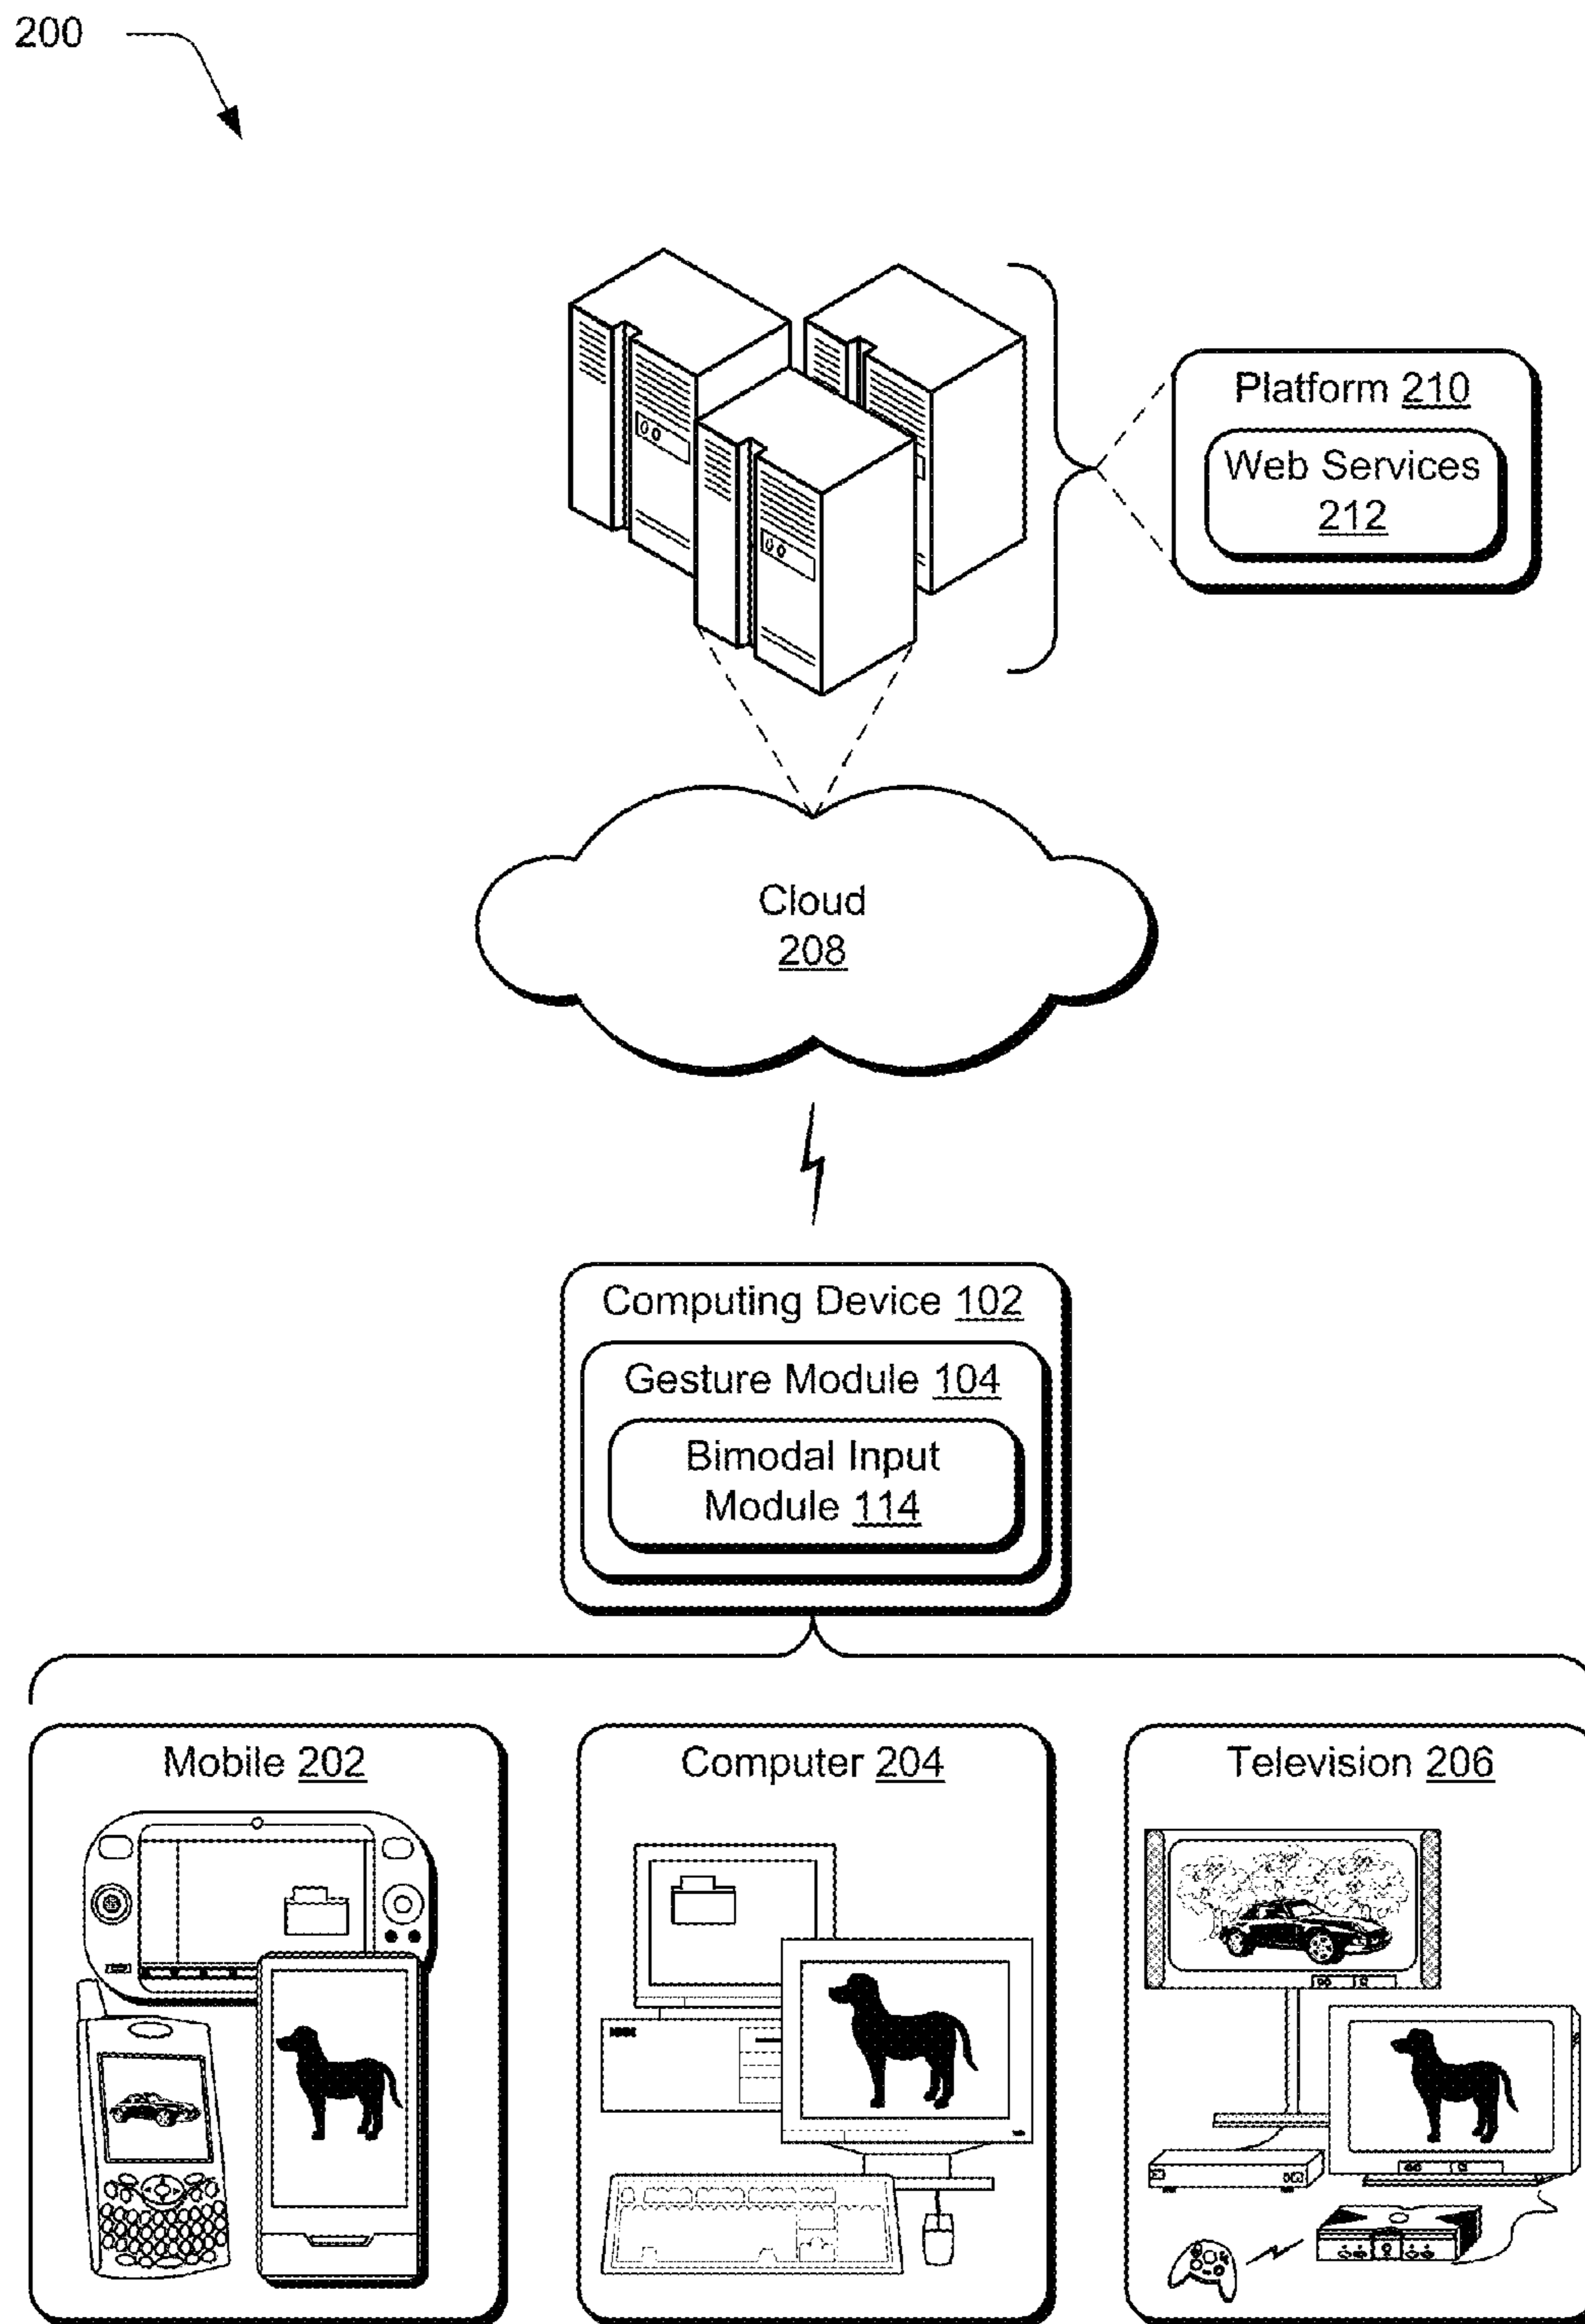 200
Platform 210
Web Services
212
Cloud
208
Computing Device 102
Gesture Module 104
Bimodal Input
Module 114
Mobile 202
Computer 204
Television 206